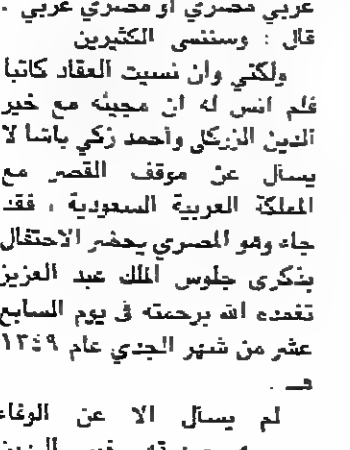 عربي مصري او مصري عربي .
قال : وستنسى الكثيرين
ولكني وان نسيت العقاد كاتبا
فلم انس له ان مجيئه مع خير
الدين الزركلي وأحمد زكي باشا لا
يسأل عن موقف القصر مع
المملكة العربية السعودية ، فقد
جاء وهو المصري يحضر الاحتفال
بذكرى جلوس الملك عبد العزيز
تغمده الله برحمته في يوم السابع
عشر من شهر الجدي عام ١٣٤٩
هـ .
لم يسأل الا عن الوفاء